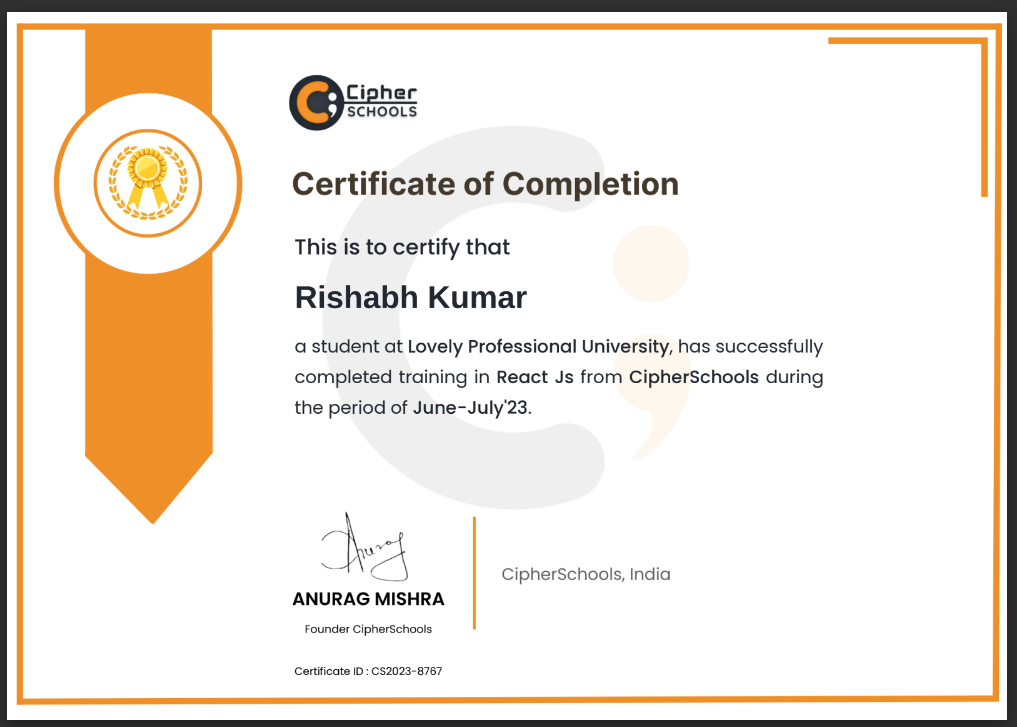 Cipher
SCHOOLS
Certificate of Completion
This is to certify that
Rishabh Kumar
a student at Lovely Professional University, has successfully
completed training in React Js from CipherSchools during
the period of June-July'23.
Anurag
ANURAG MISHRA
Founder CipherSchools
CipherSchools, India
Certificate ID : CS2023-8767